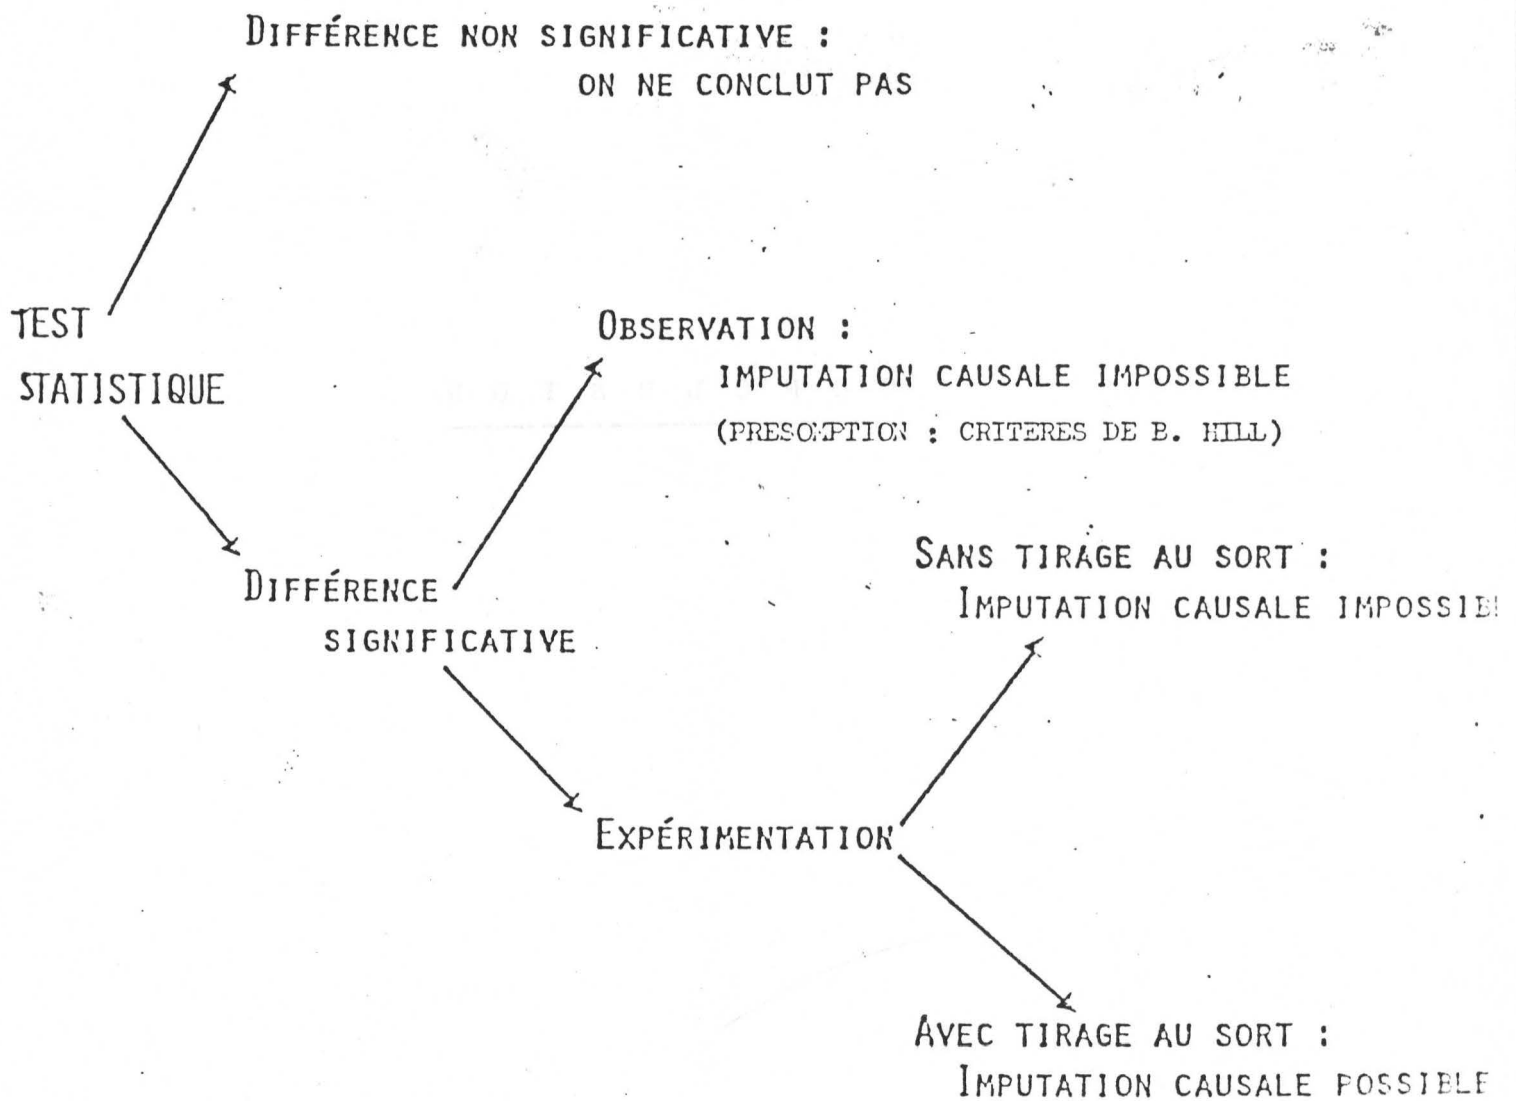 DIFFÉRENCE NON SIGNIFICATIVE :
ON NE CONCLUT PAS
TEST
STATISTIQUE
OBSERVATION :
IMPUTATION CAUSALE IMPOSSIBLE
(PRESOMPTION : CRITERES DE B. HILL)
DIFFÉRENCE
SIGNIFICATIVE
SANS TIRAGE AU SORT :
IMPUTATION CAUSALE IMPOSSIB
EXPÉRIMENTATION
AVEC TIRAGE AU SORT :
IMPUTATION CAUSALE POSSIBLE